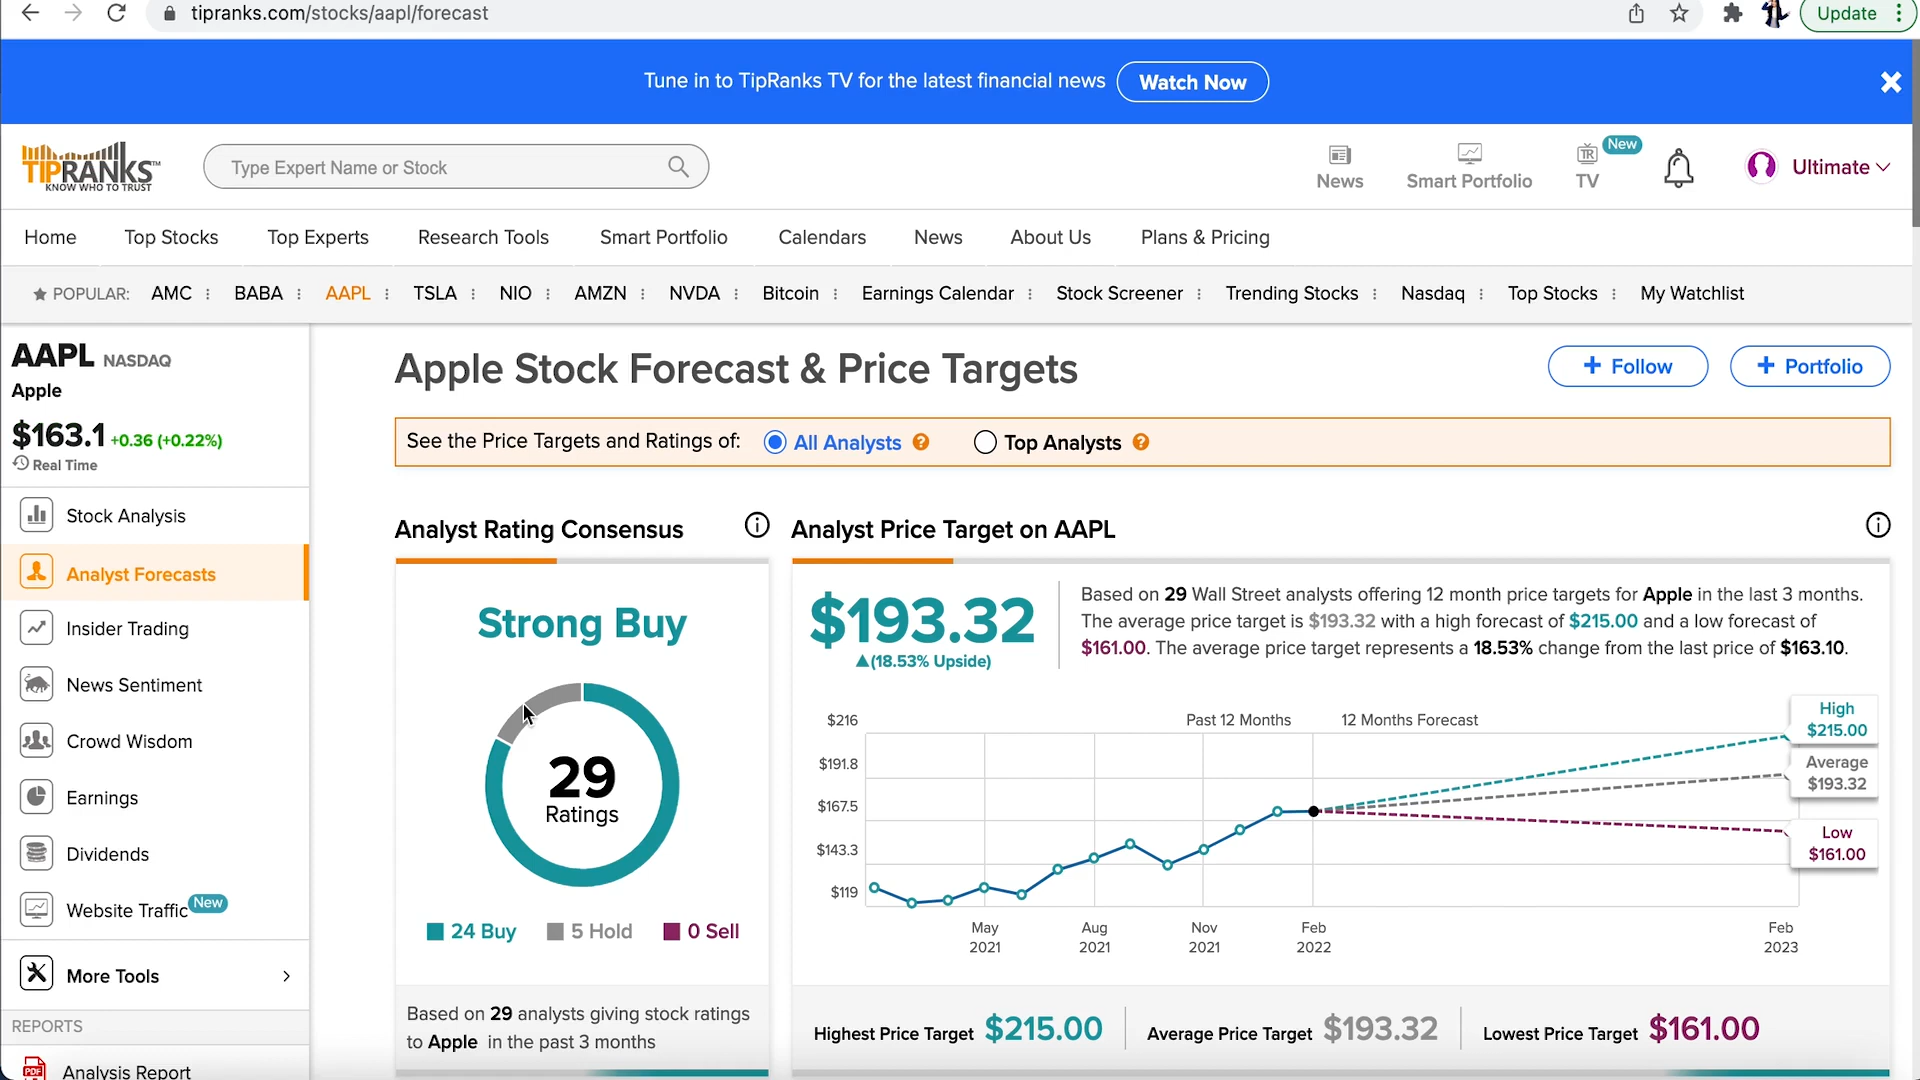 tipranks.com/stocks/aapl/forecast
Update
Tune in to TipRanks TV for the latest financial news
Watch Now
TIPRANKS™
KNOW WHO TO TRUST
Type Expert Name or Stock
News
Smart Portfolio
TR
TV
New
Ultimate
Home Top Stocks Top Experts Research Tools Smart Portfolio Calendars News About Us Plans & Pricing
POPULAR: AMC BABA AAPL TSLA NIO AMZN NVDA Bitcoin Earnings Calendar Stock Screener Trending Stocks Nasdaq Top Stocks My Watchlist
AAPL NASDAQ
Apple
$163.1 +0.36 (+0.22%)
Real Time
Stock Analysis
Analyst Forecasts
Insider Trading
News Sentiment
Crowd Wisdom
Earnings
Dividends
Website Traffic New
More Tools
REPORTS
PDF Analysis Report
Apple Stock Forecast & Price Targets
+ Follow
+ Portfolio
See the Price Targets and Ratings of: All Analysts ? Top Analysts ?
Analyst Rating Consensus
Strong Buy
29
Ratings
24 Buy 5 Hold 0 Sell
Based on 29 analysts giving stock ratings
to Apple in the past 3 months
Analyst Price Target on AAPL
$193.32
▲(18.53% Upside)
Based on 29 Wall Street analysts offering 12 month price targets for Apple in the last 3 months.
The average price target is $193.32 with a high forecast of $215.00 and a low forecast of
$161.00. The average price target represents a 18.53% change from the last price of $163.10.
Past 12 Months 12 Months Forecast
$216
$191.8
$167.5
$143.3
$119
High
$215.00
Average
$193.32
Low
$161.00
May
2021
Aug
2021
Nov
2021
Feb
2022
Feb
2023
Highest Price Target $215.00
Average Price Target $193.32
Lowest Price Target $161.00